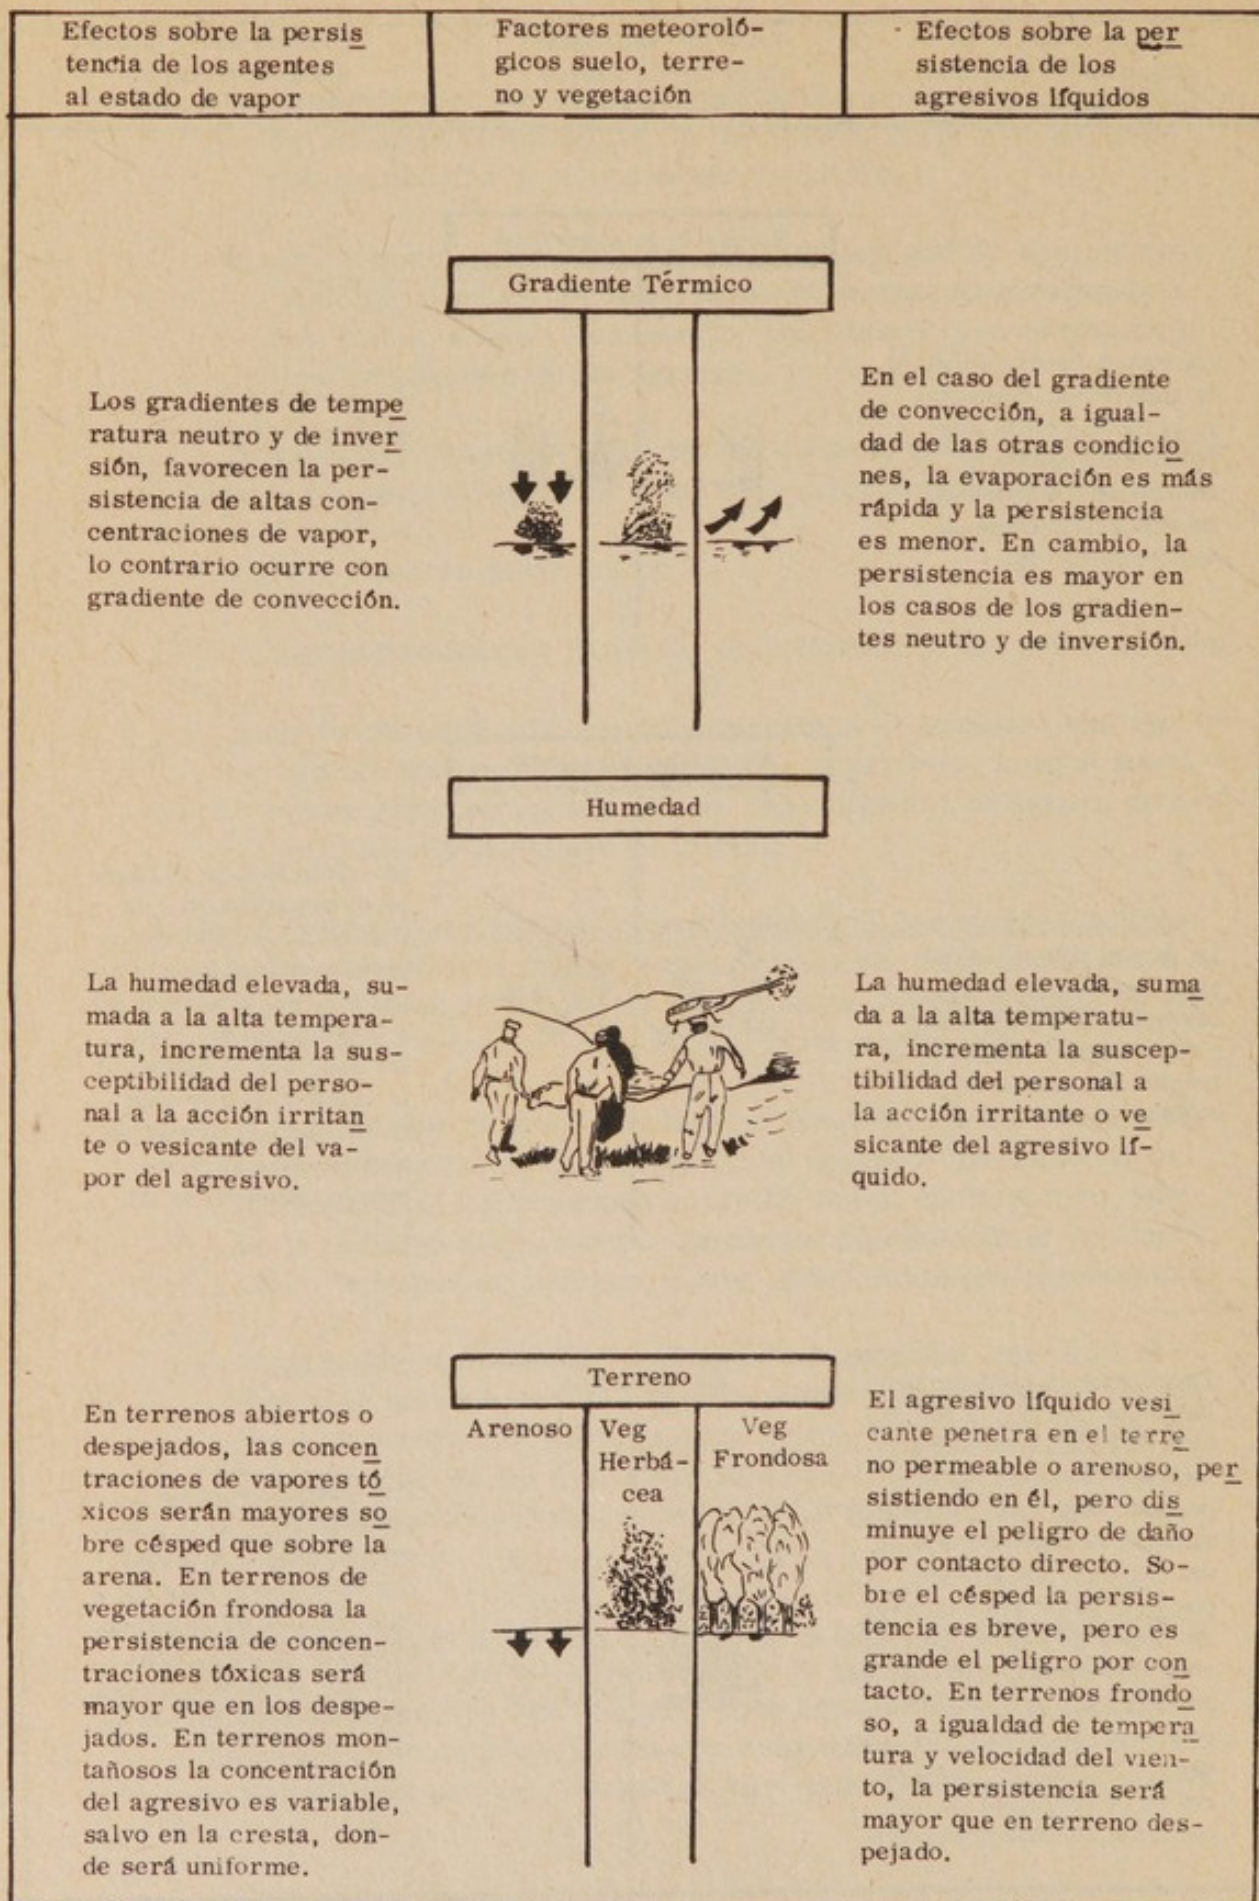 Efectos sobre la persis
tencia de los agentes
al estado de vapor
Factores meteoroló-
gicos suelo, terre-
no y vegetación
Efectos sobre la per
sistencia de los
agresivos líquidos
Gradiente Térmico
Los gradientes de tempe
ratura neutro y de inver
sión, favorecen la per-
sistencia de altas con-
centraciones de vapor,
lo contrario ocurre con
gradiente de convección.
En el caso del gradiente
de convección, a igual-
dad de las otras condicio
nes, la evaporación es más
rápida y la persistencia
es menor. En cambio, la
persistencia es mayor en
los casos de los gradien-
tes neutro y de inversión.
Humedad
La humedad elevada, su-
mada a la alta tempera-
tura, incrementa la sus-
ceptibilidad del perso-
nal a la acción irritan
te o vesicante del va-
por del agresivo.
La humedad elevada, suma
da a la alta temperatu-
ra, incrementa la suscep-
tibilidad del personal a
la acción irritante o ve
sicante del agresivo lí-
quido.
Terreno
Arenoso
Veg
Herbá-
cea
Veg
Frondosa
En terrenos abiertos o
despejados, las concen
traciones de vapores tó
xicos serán mayores so
bre césped que sobre la
arena. En terrenos de
vegetación frondosa la
persistencia de concen-
traciones tóxicas será
mayor que en los despe-
jados. En terrenos mon-
tañosos la concentración
del agresivo es variable,
salvo en la cresta, don-
de será uniforme.
El agresivo líquido vesi
cante penetra en el terre
no permeable o arenoso, per
sistiendo en él, pero dis
minuye el peligro de daño
por contacto directo. So-
bre el césped la persis-
tencia es breve, pero es
grande el peligro por con
tacto. En terrenos frondo
so, a igualdad de tempera
tura y velocidad del vien-
to, la persistencia será
mayor que en terreno des-
pejado.